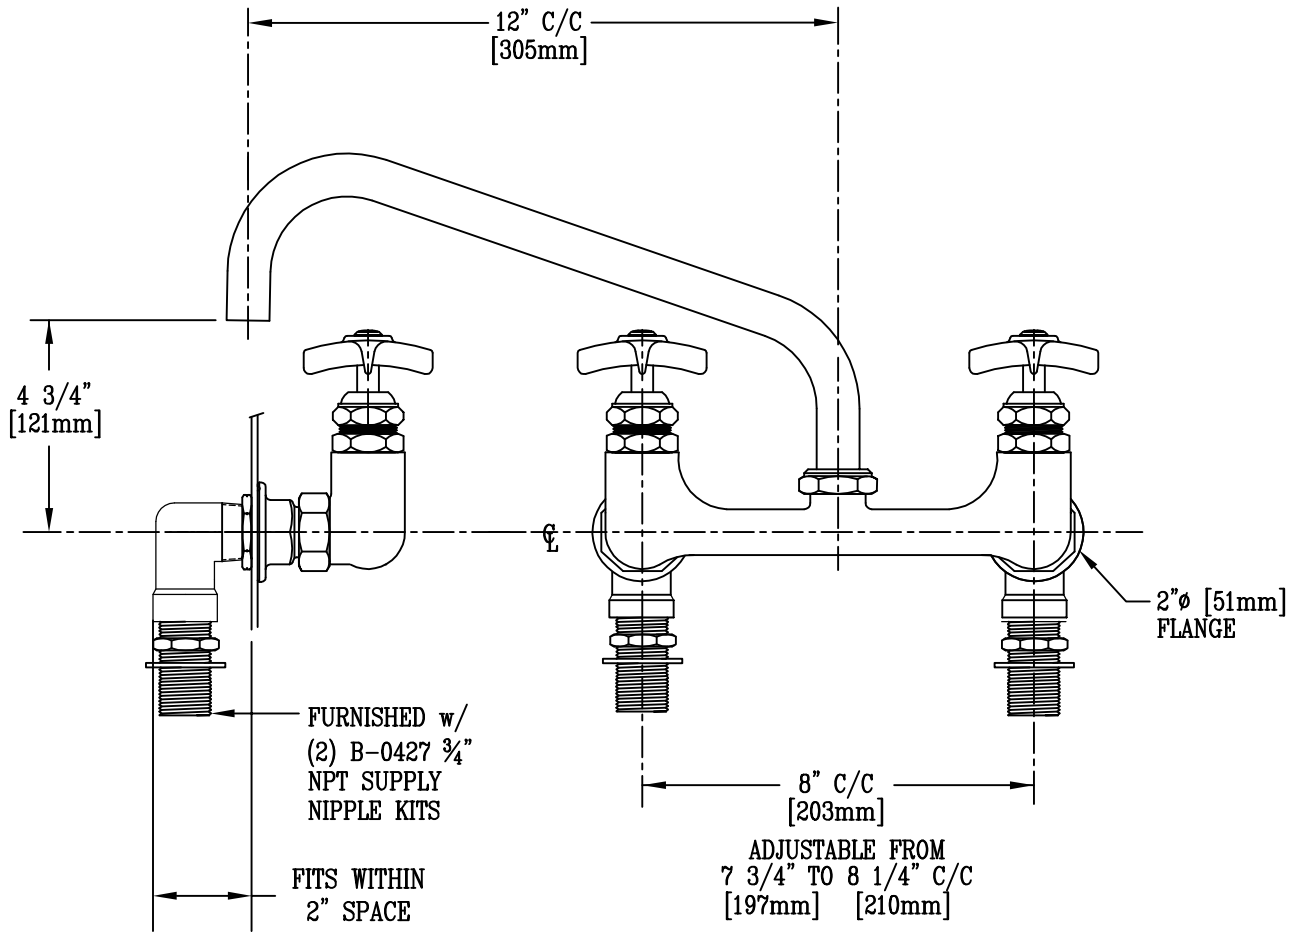 12" C/C
[305mm]
4 3/4"
[121mm]
℄
2"ø [51mm]
FLANGE
FURNISHED w/
(2) B-0427 ¾"
NPT SUPPLY
NIPPLE KITS
8" C/C
[203mm]
ADJUSTABLE FROM
7 3/4" TO 8 1/4" C/C
[197mm] [210mm]
FITS WITHIN
2" SPACE